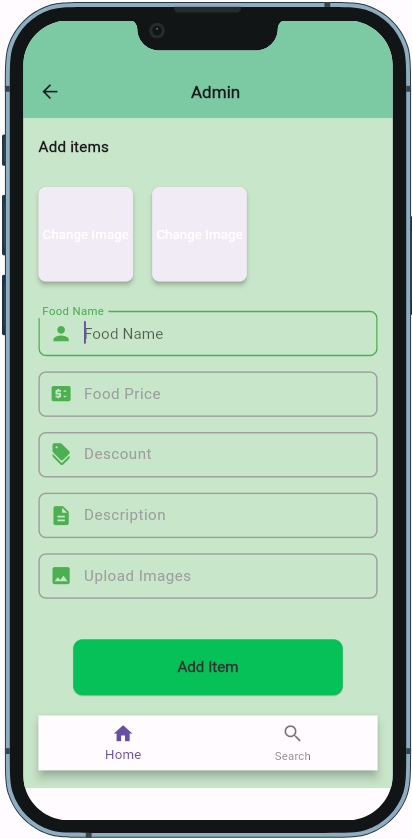 Admin
Add items
Change Image Change Image
Food Name
Food Name
Food Price
Descount
Description
Upload Images
Add Item
Home Search